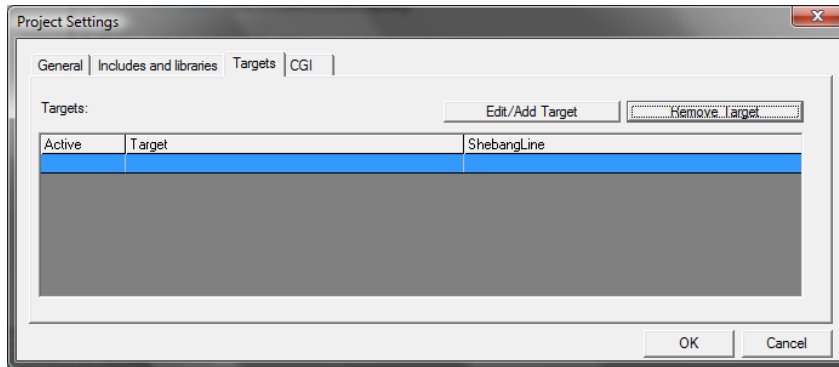 Project Settings
General Includes and libraries Targets CGI
Targets: Edit/Add Target Remove Target
Active Target ShebangLine
OK Cancel